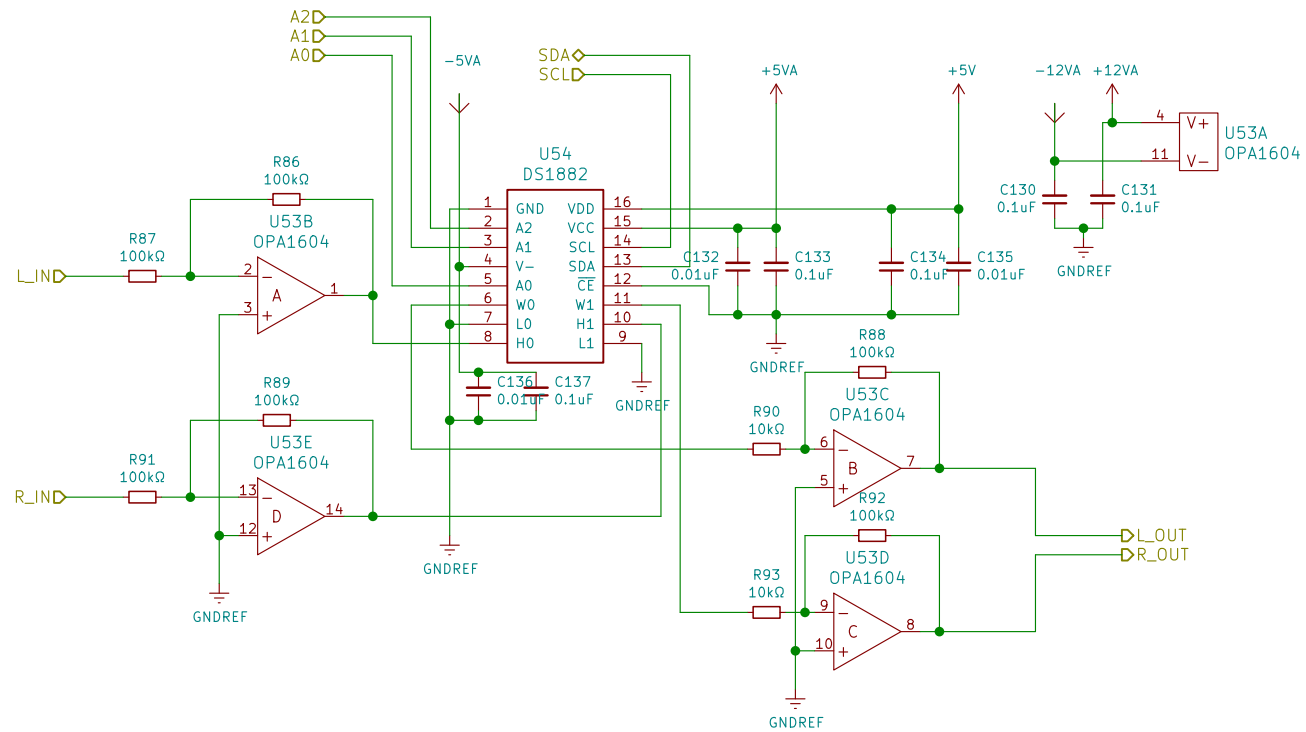 A2
A1
A0
-5VA
SDA
SCL
+5VA
+5V
-12VA
+12VA
4
V+
11
V-
U53A
OPA1604
C130
0.1uF
C131
0.1uF
GNDREF
U54
DS1882
1
GND
2
A2
3
A1
4
V-
5
A0
6
W0
7
L0
8
H0
VDD
16
VCC
15
SCL
14
SDA
13
CE
12
W1
11
H1
10
L1
9
C132
0.01uF
C133
0.1uF
C134
0.1uF
C135
0.01uF
GNDREF
GNDREF
R86
100kΩ
U53B
OPA1604
R87
100kΩ
L_IN
2
-
3
+
A
1
C136
0.01uF
C137
0.1uF
R89
100kΩ
U53E
OPA1604
R91
100kΩ
R_IN
13
-
12
+
D
14
GNDREF
GNDREF
R88
100kΩ
U53C
OPA1604
R90
10kΩ
6
-
5
+
B
7
R92
100kΩ
U53D
OPA1604
R93
10kΩ
9
-
10
+
C
8
L_OUT
R_OUT
GNDREF